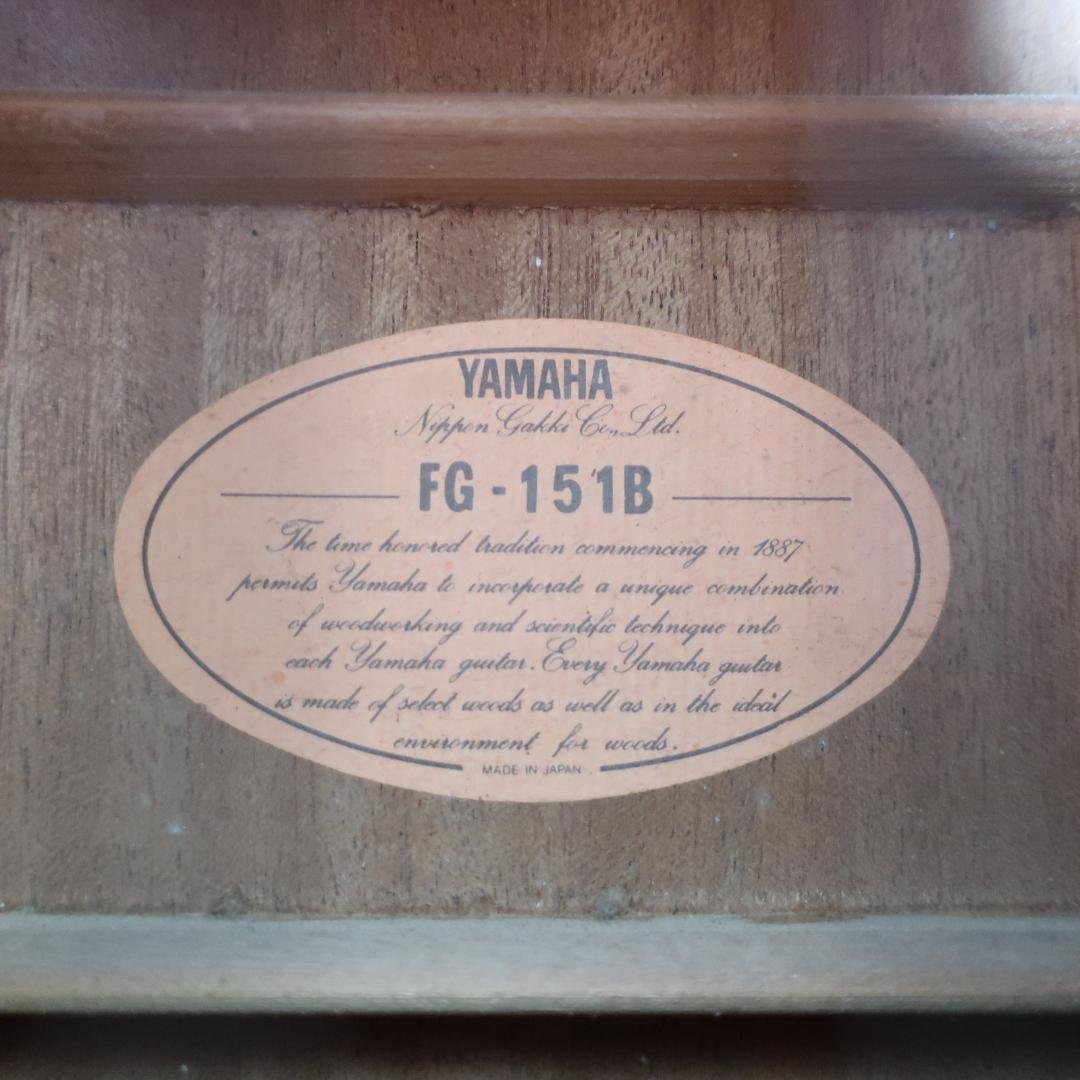 YAMAHA
Nippon Gakki Co., Ltd.
FG-151B
The time honored tradition commencing in 1887
permits Yamaha to incorporate a unique combination
of woodworking and scientific technique into
each Yamaha guitar. Every Yamaha guitar
is made of select woods as well as in the ideal
environment for woods.
MADE IN JAPAN